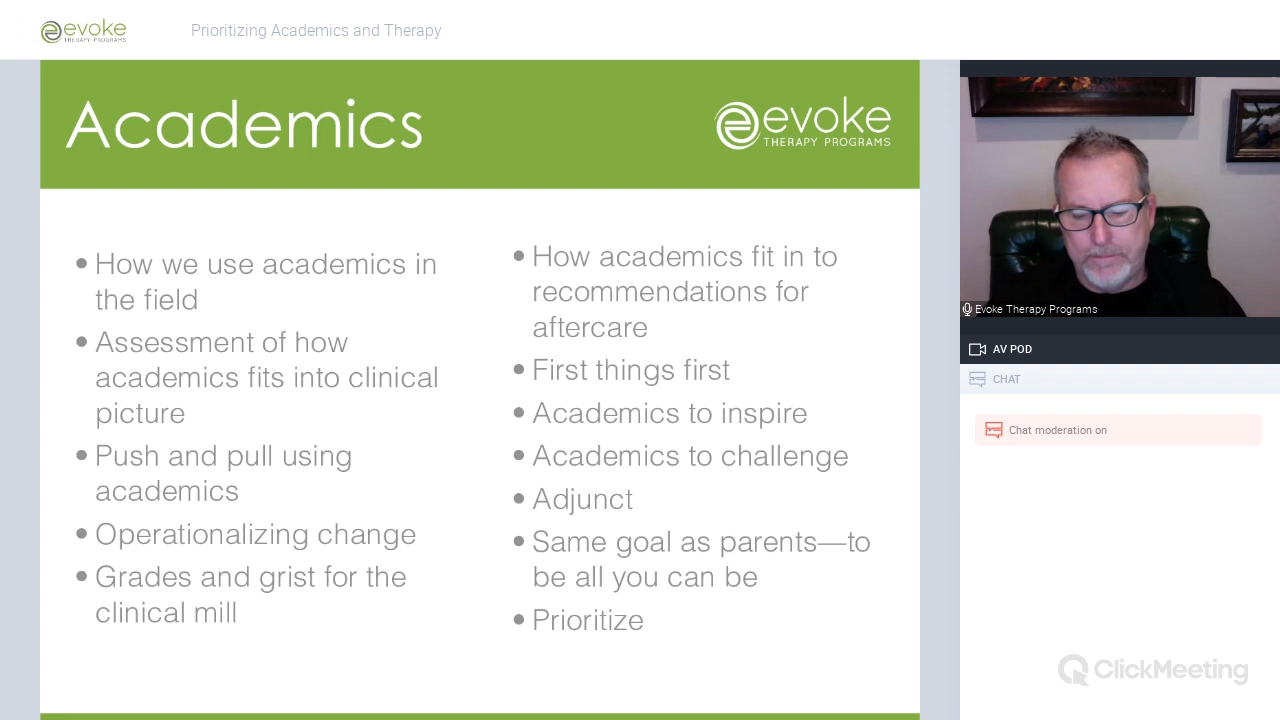 evoke
THERAPY PROGRAMS
Prioritizing Academics and Therapy
Academics
evoke
THERAPY PROGRAMS
• How we use academics in
the field
• Assessment of how
academics fits into clinical
picture
• Push and pull using
academics
• Operationalizing change
• Grades and grist for the
clinical mill
• How academics fit in to
recommendations for
aftercare
• First things first
• Academics to inspire
• Academics to challenge
• Adjunct
• Same goal as parents—to
be all you can be
• Prioritize
Evoke Therapy Programs
AV POD
CHAT
Chat moderation on
ClickMeeting